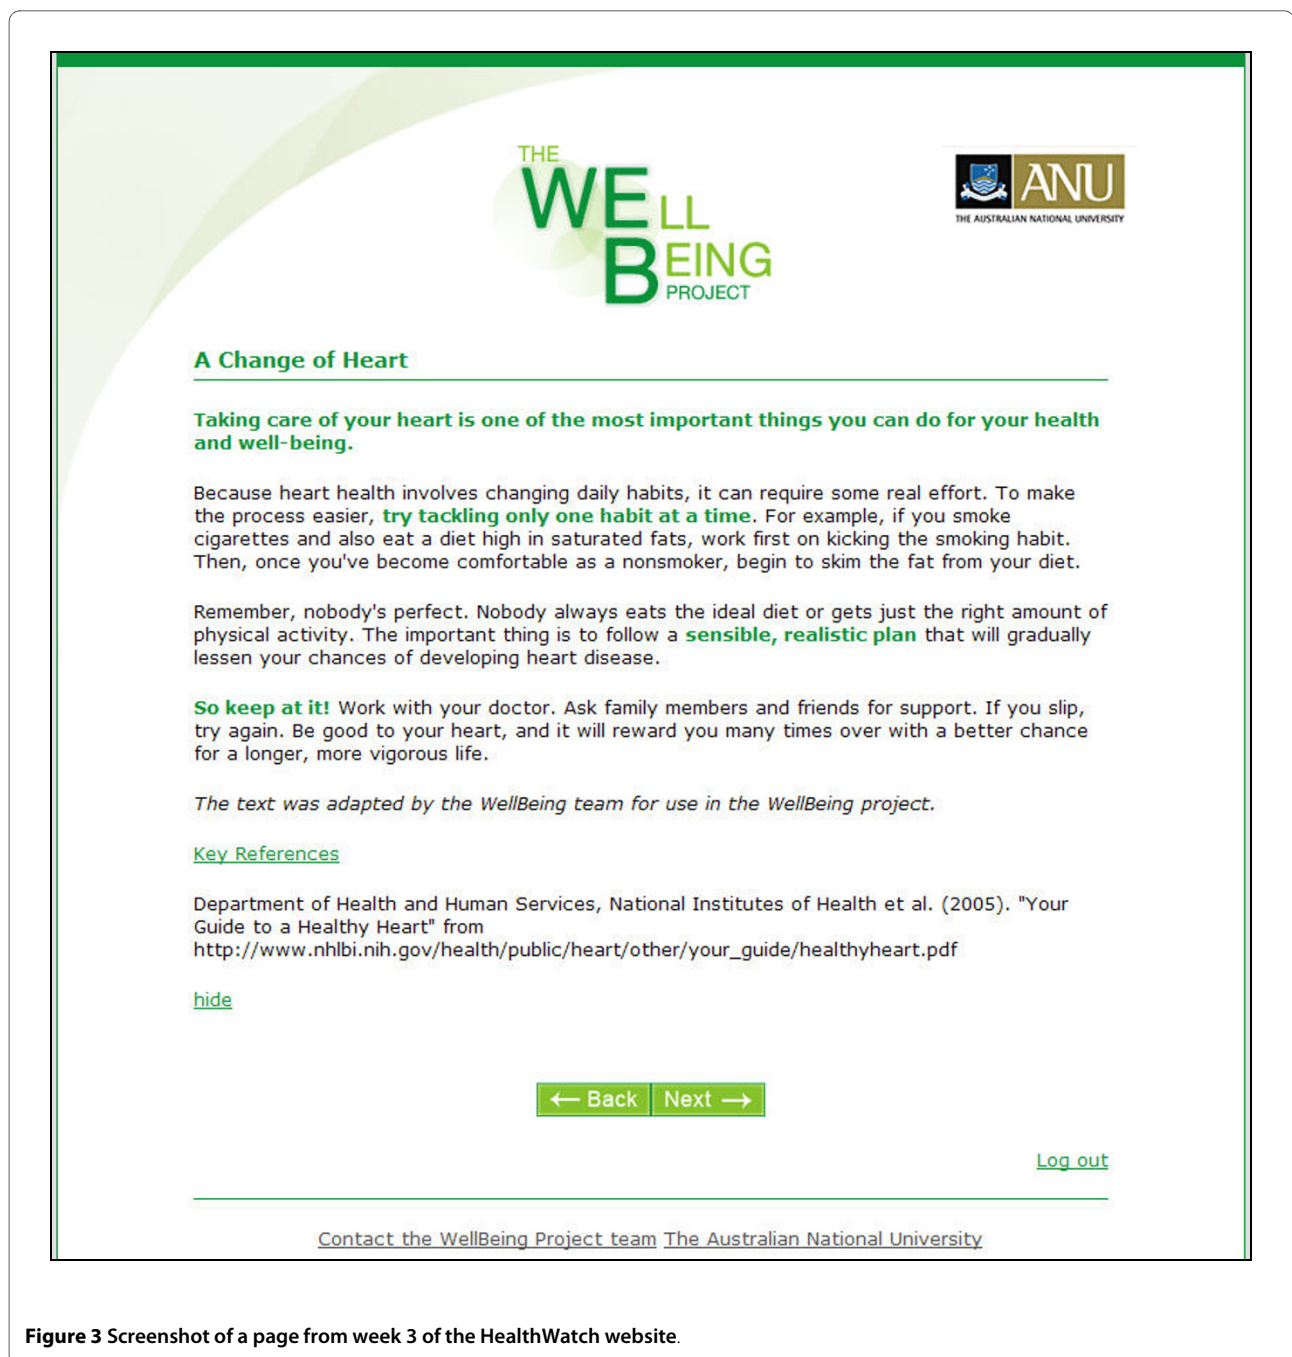 THE
WELL
BEING
PROJECT
ANU
THE AUSTRALIAN NATIONAL UNIVERSITY
A Change of Heart
Taking care of your heart is one of the most important things you can do for your health
and well-being.
Because heart health involves changing daily habits, it can require some real effort. To make
the process easier, try tackling only one habit at a time. For example, if you smoke
cigarettes and also eat a diet high in saturated fats, work first on kicking the smoking habit.
Then, once you've become comfortable as a nonsmoker, begin to skim the fat from your diet.
Remember, nobody's perfect. Nobody always eats the ideal diet or gets just the right amount of
physical activity. The important thing is to follow a sensible, realistic plan that will gradually
lessen your chances of developing heart disease.
So keep at it! Work with your doctor. Ask family members and friends for support. If you slip,
try again. Be good to your heart, and it will reward you many times over with a better chance
for a longer, more vigorous life.
The text was adapted by the WellBeing team for use in the WellBeing project.
Key References
Department of Health and Human Services, National Institutes of Health et al. (2005). "Your
Guide to a Healthy Heart" from
http://www.nhlbi.nih.gov/health/public/heart/other/your_guide/healthyheart.pdf
hide
← Back Next →
Log out
Contact the WellBeing Project team The Australian National University
Figure 3 Screenshot of a page from week 3 of the HealthWatch website.